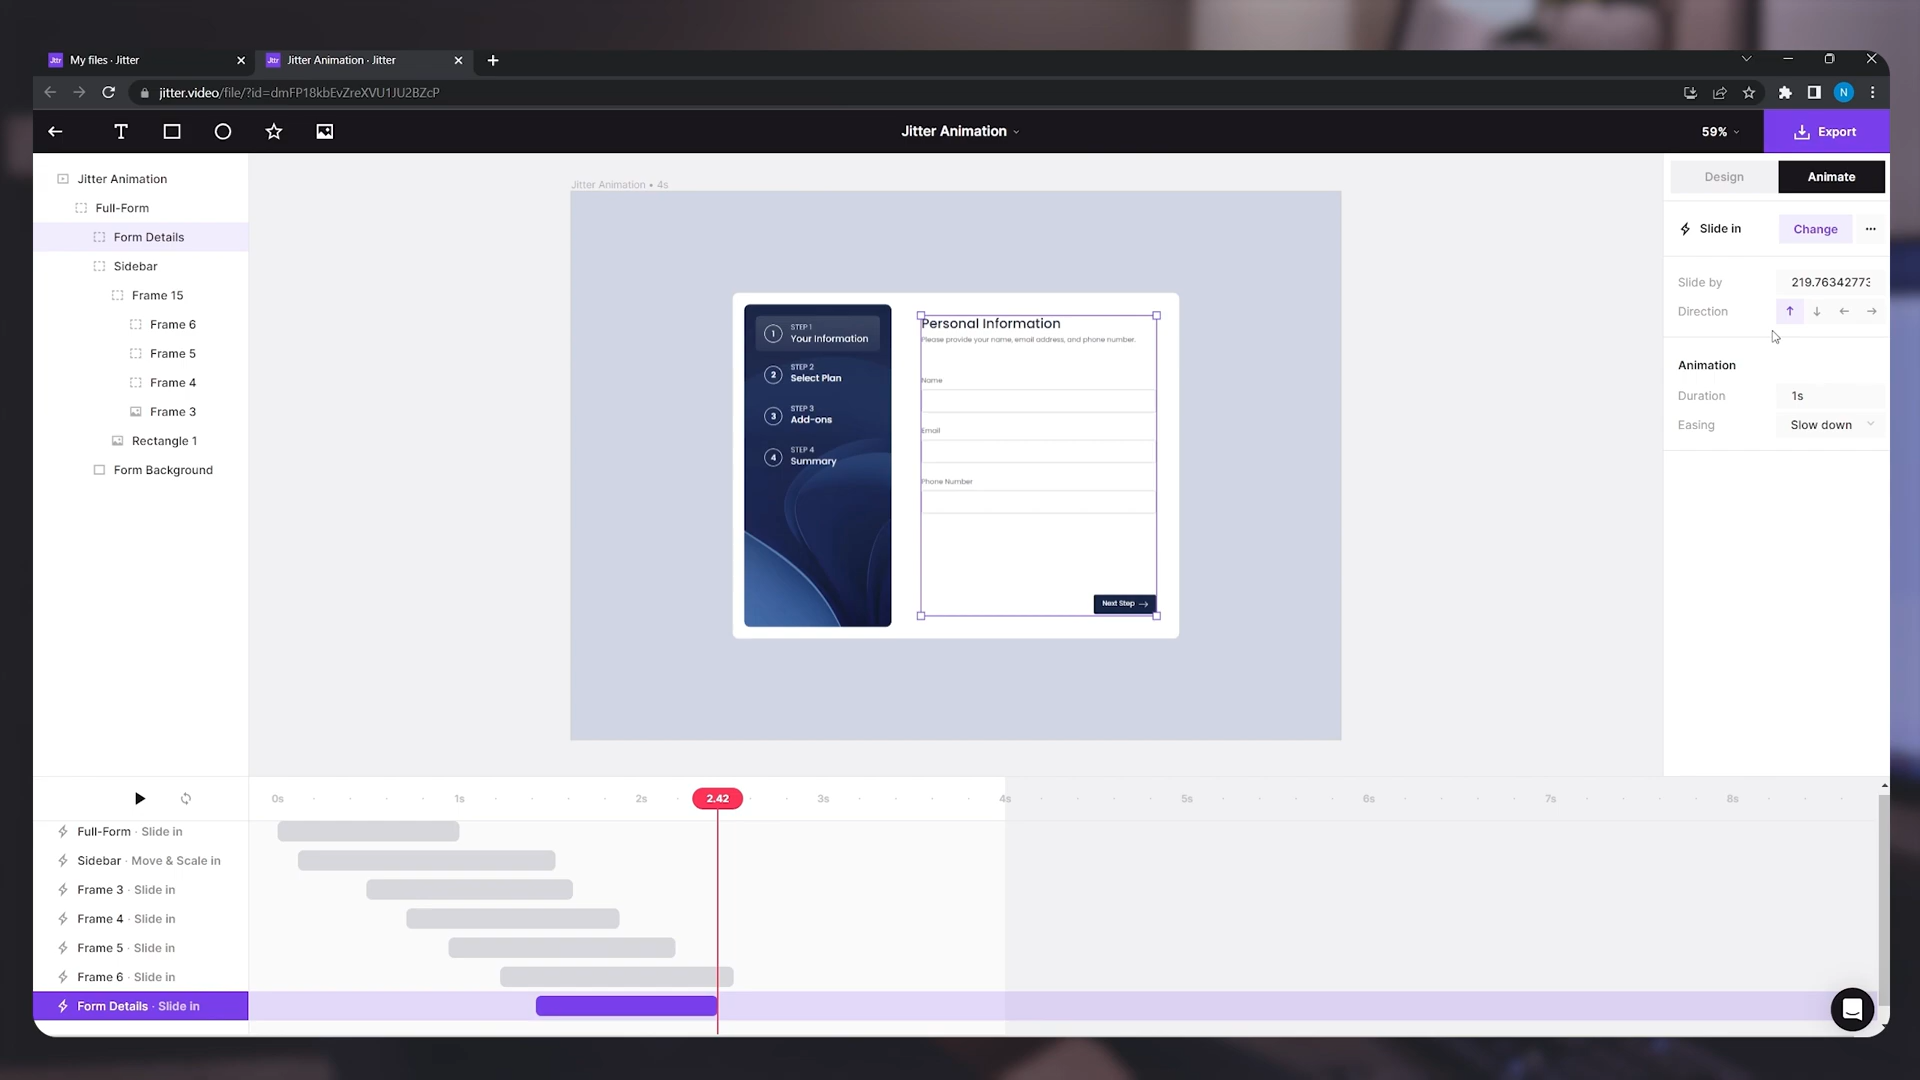 My files · Jitter
Jitter Animation · Jitter
jitter.video/file/?id=dmFP18kbEvZreXVU1JU2BZcP
N
T
Jitter Animation
59%
Export
Jitter Animation
Full-Form
Form Details
Sidebar
Frame 15
Frame 6
Frame 5
Frame 4
Frame 3
Rectangle 1
Form Background
Jitter Animation • 4s
1
STEP 1
Your Information
2
STEP 2
Select Plan
3
STEP 3
Add-ons
4
STEP 4
Summary
Personal Information
Please provide your name, email address, and phone number.
Name
Email
Phone Number
Next Step
Design
Animate
Slide in
Change
Slide by
219.76342773
Direction
Animation
Duration
1s
Easing
Slow down
0s
1s
2s
2.42
3s
4s
5s
6s
7s
8s
Full-Form · Slide in
Sidebar · Move & Scale in
Frame 3 · Slide in
Frame 4 · Slide in
Frame 5 · Slide in
Frame 6 · Slide in
Form Details · Slide in